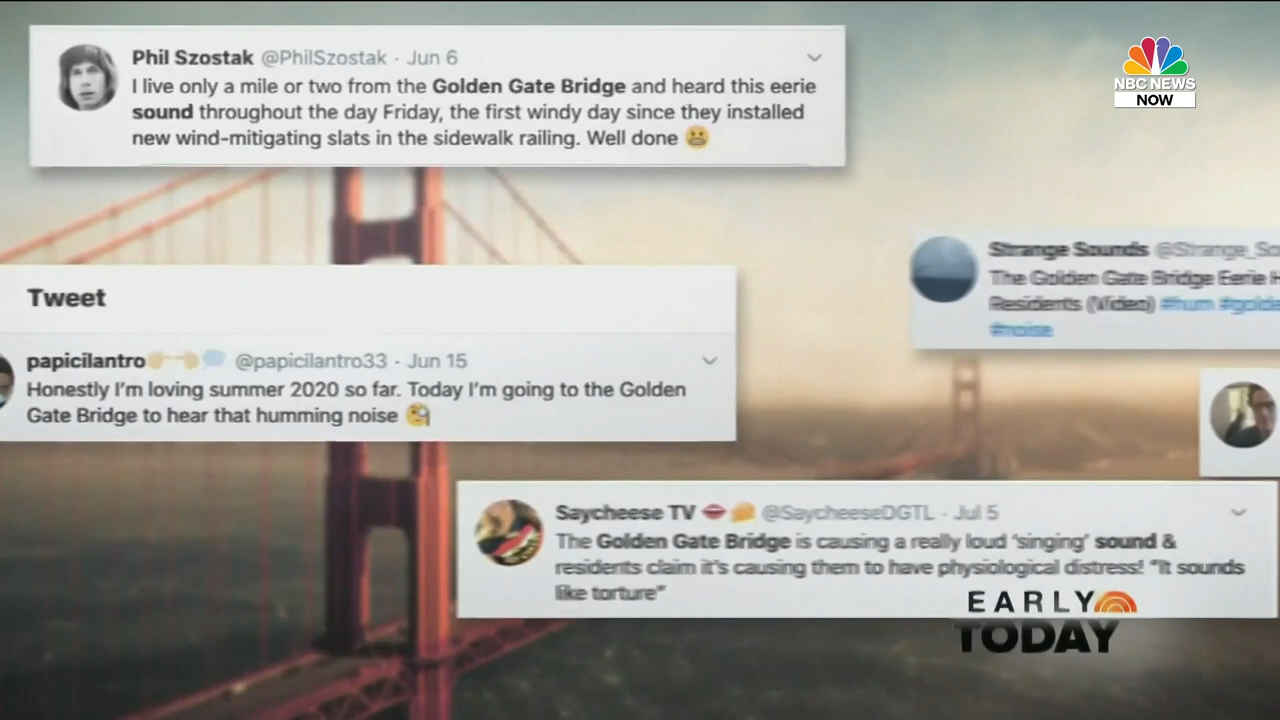 Phil Szostak @PhilSzostak · Jun 6
I live only a mile or two from the Golden Gate Bridge and heard this eerie
sound throughout the day Friday, the first windy day since they installed
new wind-mitigating slats in the sidewalk railing. Well done 😬
NBC NEWS
NOW
Strange Sounds @Strange_So
The Golden Gate Bridge Eerie H
Residents (Video) #hum #golde
#noise
Tweet
papicilantro @papicilantro33 · Jun 15
Honestly I'm loving summer 2020 so far. Today I'm going to the Golden
Gate Bridge to hear that humming noise 🧐
Saycheese TV 👄🧀 @SaycheeseDGTL · Jul 5
The Golden Gate Bridge is causing a really loud 'singing' sound &
residents claim it's causing them to have physiological distress! "It sounds
like torture"
EARLY
TODAY